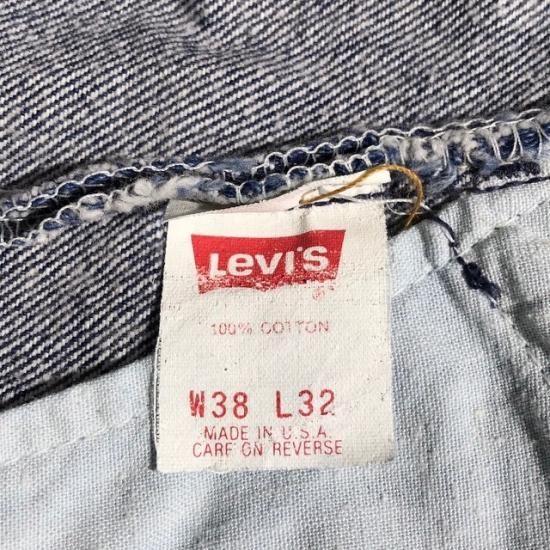 Levi's
100% COTTON
W38 L32
MADE IN U.S.A.
CARE ON REVERSE